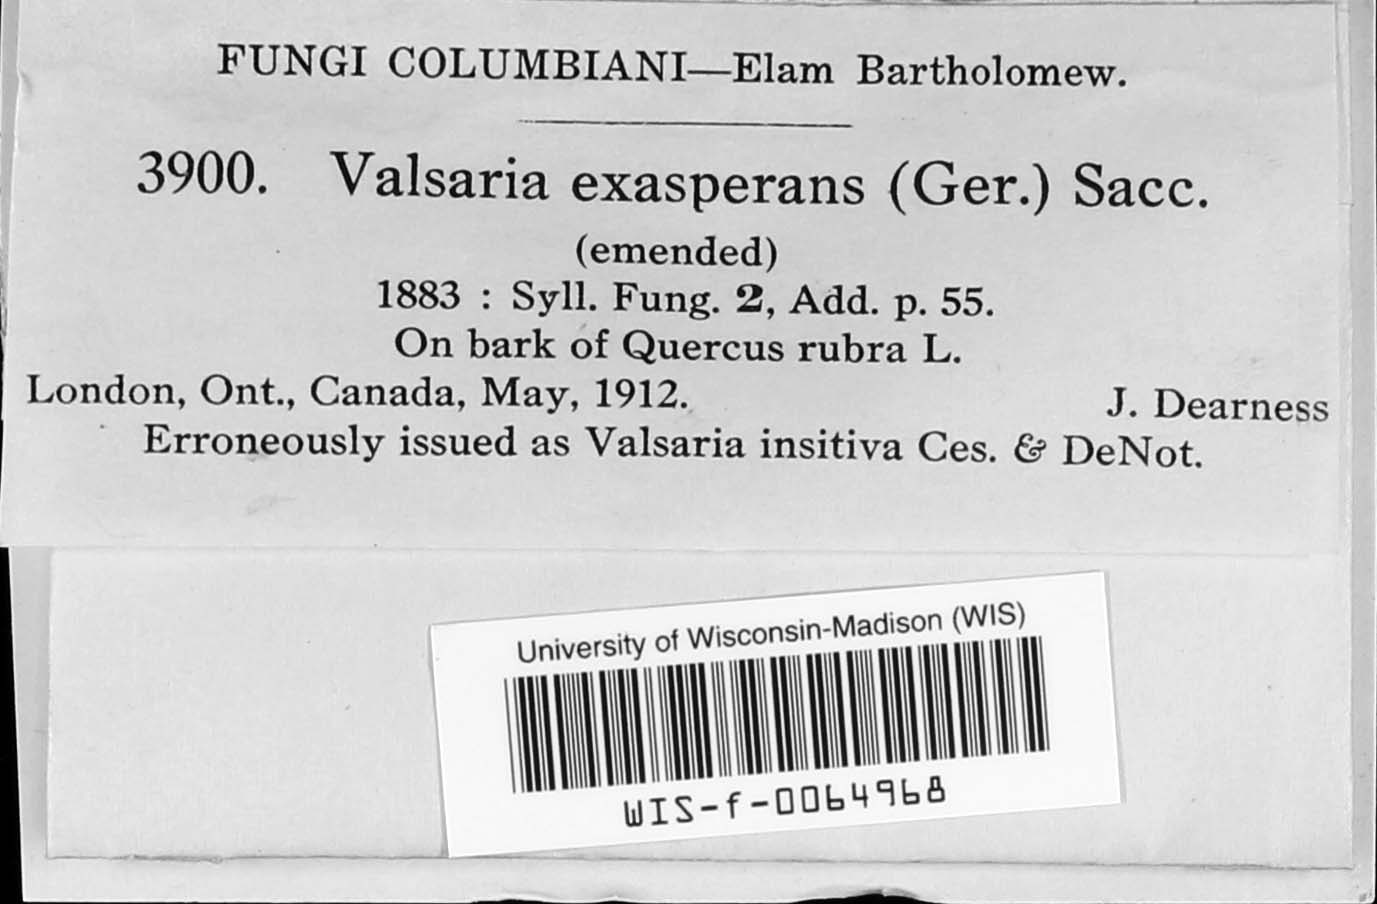 FUNGI COLUMBIANI—Elam Bartholomew.
3900. Valsaria exasperans (Ger.) Sacc.
(emended)
1883 : Syll. Fung. 2, Add. p. 55.
On bark of Quercus rubra L.
London, Ont., Canada, May, 1912. J. Dearness
Erroneously issued as Valsaria insitiva Ces. & DeNot.
University of Wisconsin-Madison (WIS)
WIS-f-0064968